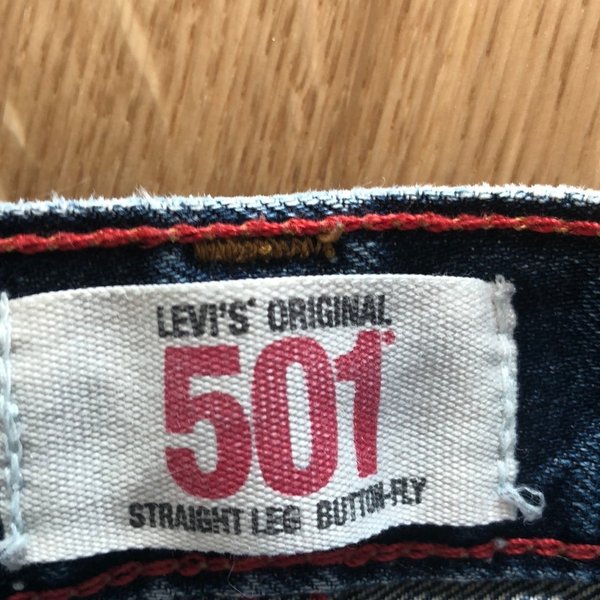 LEVI'S® ORIGINAL
501®
STRAIGHT LEG BUTTON-FLY